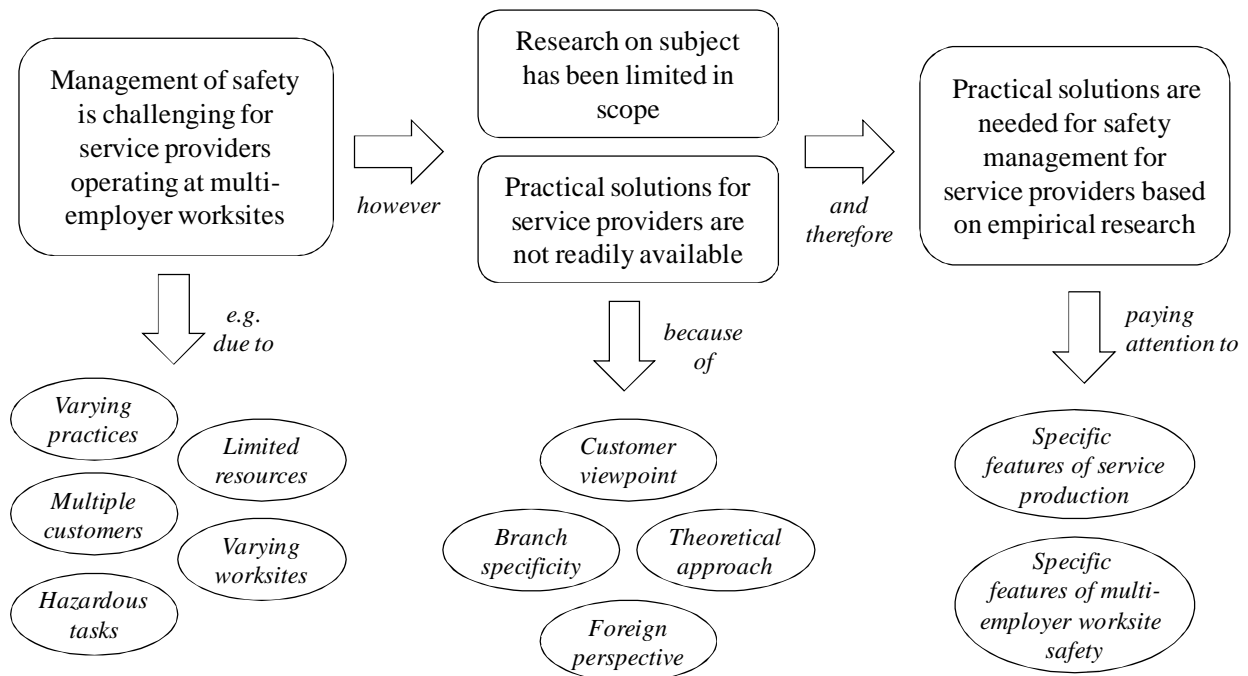 Management of safety
is challenging for
service providers
operating at multi-
employer worksites
however
Research on subject
has been limited in
scope
Practical solutions for
service providers are
not readily available
and
therefore
Practical solutions are
needed for safety
management for
service providers based
on empirical research
e.g.
due to
Varying
practices
Limited
resources
Multiple
customers
Varying
worksites
Hazardous
tasks
because
of
Customer
viewpoint
Branch
specificity
Theoretical
approach
Foreign
perspective
paying
attention to
Specific
features of service
production
Specific
features of multi-
employer worksite
safety